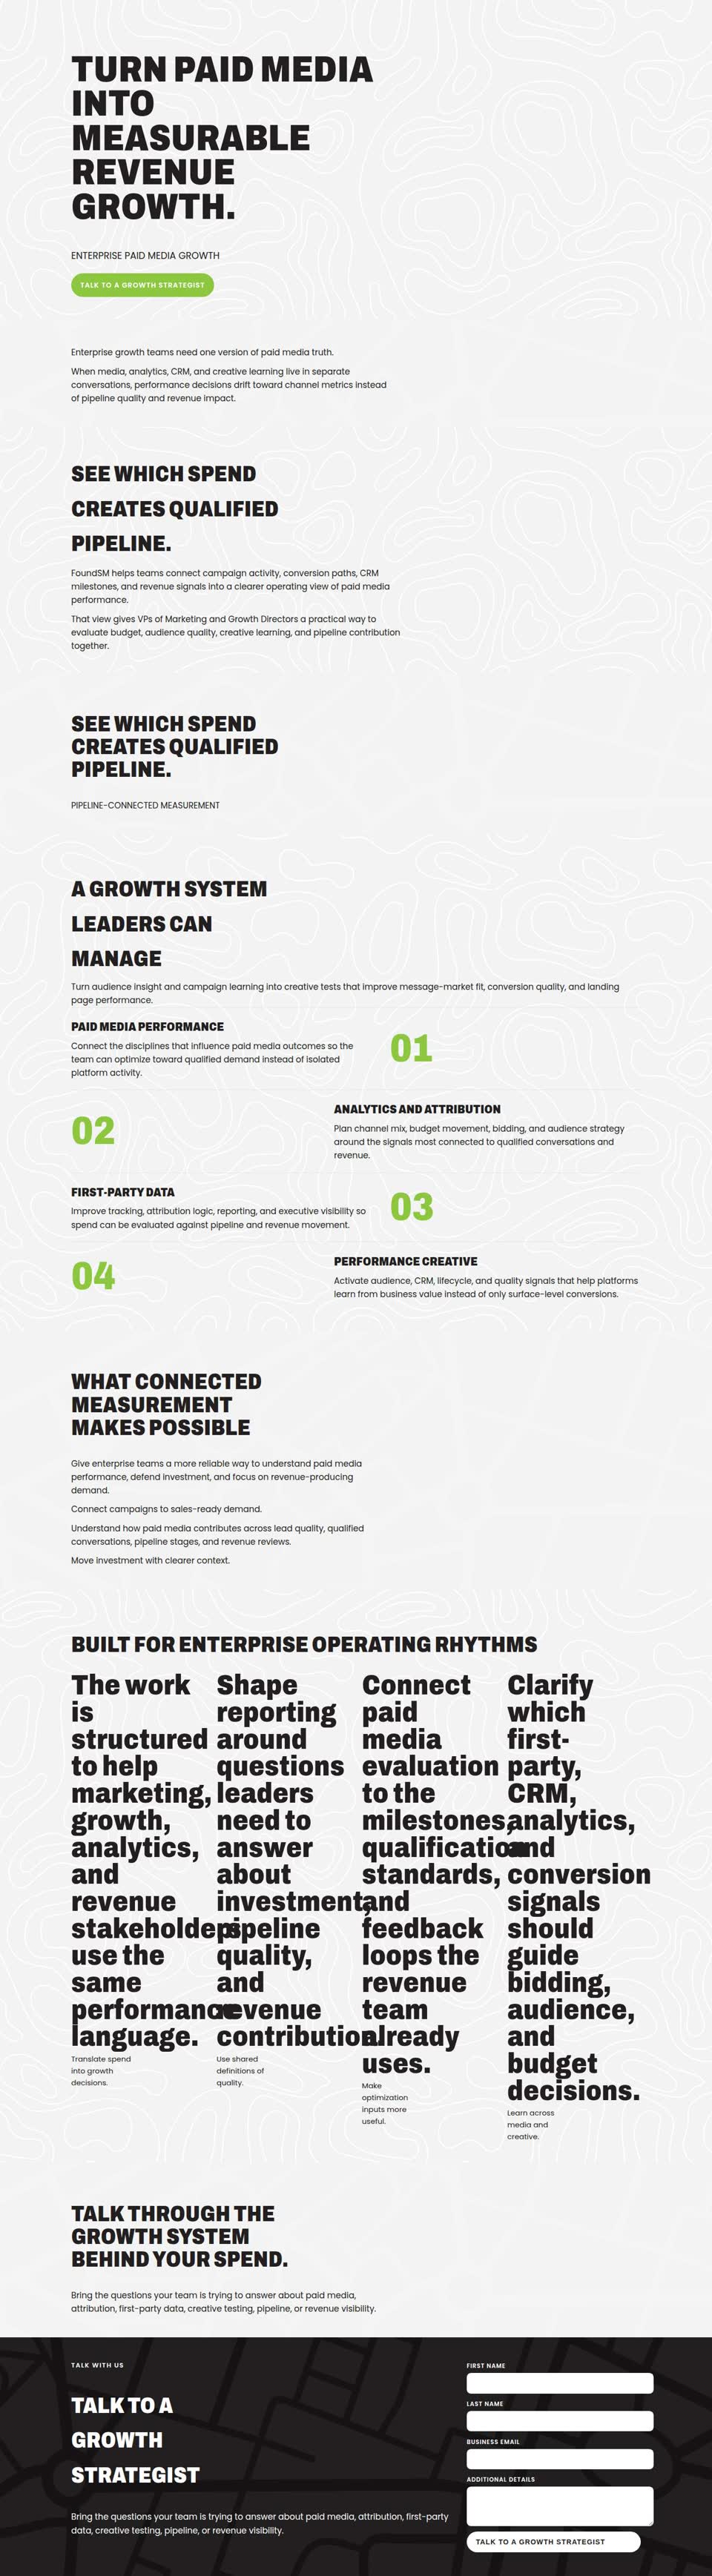 TURN PAID MEDIA
INTO
MEASURABLE
REVENUE
GROWTH.
ENTERPRISE PAID MEDIA GROWTH
TALK TO A GROWTH STRATEGIST
Enterprise growth teams need one version of paid media truth.
When media, analytics, CRM, and creative learning live in separate
conversations, performance decisions drift toward channel metrics instead
of pipeline quality and revenue impact.
SEE WHICH SPEND
CREATES QUALIFIED
PIPELINE.
FoundSM helps teams connect campaign activity, conversion paths, CRM
milestones, and revenue signals into a clearer operating view of paid media
performance.
That view gives VPs of Marketing and Growth Directors a practical way to
evaluate budget, audience quality, creative learning, and pipeline contribution
together.
SEE WHICH SPEND
CREATES QUALIFIED
PIPELINE.
PIPELINE-CONNECTED MEASUREMENT
A GROWTH SYSTEM
LEADERS CAN
MANAGE
Turn audience insight and campaign learning into creative tests that improve message-market fit, conversion quality, and landing
page performance.
PAID MEDIA PERFORMANCE
Connect the disciplines that influence paid media outcomes so the
team can optimize toward qualified demand instead of isolated
platform activity.
01
02
ANALYTICS AND ATTRIBUTION
Plan channel mix, budget movement, bidding, and audience strategy
around the signals most connected to qualified conversations and
revenue.
FIRST-PARTY DATA
Improve tracking, attribution logic, reporting, and executive visibility so
spend can be evaluated against pipeline and revenue movement.
03
04
PERFORMANCE CREATIVE
Activate audience, CRM, lifecycle, and quality signals that help platforms
learn from business value instead of only surface-level conversions.
WHAT CONNECTED
MEASUREMENT
MAKES POSSIBLE
Give enterprise teams a more reliable way to understand paid media
performance, defend investment, and focus on revenue-producing
demand.
Connect campaigns to sales-ready demand.
Understand how paid media contributes across lead quality, qualified
conversations, pipeline stages, and revenue reviews.
Move investment with clearer context.
BUILT FOR ENTERPRISE OPERATING RHYTHMS
The work
is
structured
to help
marketing,
growth,
analytics,
and
revenue
stakeholders
use the
same
performance
language.
Translate spend
into growth
decisions.
Shape
reporting
around
questions
leaders
need to
answer
about
investment,
pipeline
quality,
and
revenue
contribution.
Use shared
definitions of
quality.
Connect
paid
media
evaluation
to the
milestones,
qualification
standards,
and
feedback
loops the
revenue
team
already
uses.
Make
optimization
inputs more
useful.
Clarify
which
first-
party,
CRM,
analytics,
and
conversion
signals
should
guide
bidding,
audience,
and
budget
decisions.
Learn across
media and
creative.
TALK THROUGH THE
GROWTH SYSTEM
BEHIND YOUR SPEND.
Bring the questions your team is trying to answer about paid media,
attribution, first-party data, creative testing, pipeline, or revenue visibility.
TALK WITH US
TALK TO A
GROWTH
STRATEGIST
Bring the questions your team is trying to answer about paid media, attribution, first-party
data, creative testing, pipeline, or revenue visibility.
FIRST NAME
LAST NAME
BUSINESS EMAIL
ADDITIONAL DETAILS
TALK TO A GROWTH STRATEGIST